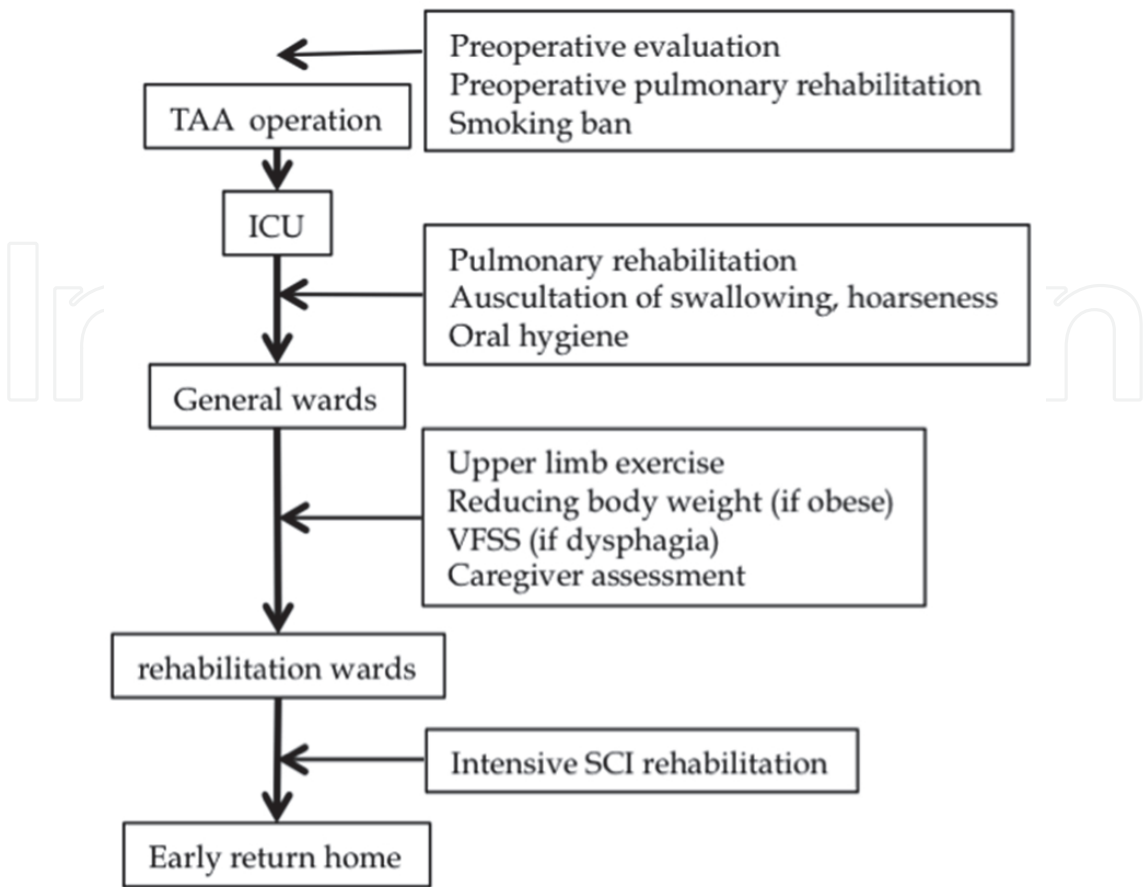 Preoperative evaluation
Preoperative pulmonary rehabilitation
Smoking ban
TAA operation
ICU
Pulmonary rehabilitation
Auscultation of swallowing, hoarseness
Oral hygiene
General wards
Upper limb exercise
Reducing body weight (if obese)
VFSS (if dysphagia)
Caregiver assessment
rehabilitation wards
Intensive SCI rehabilitation
Early return home